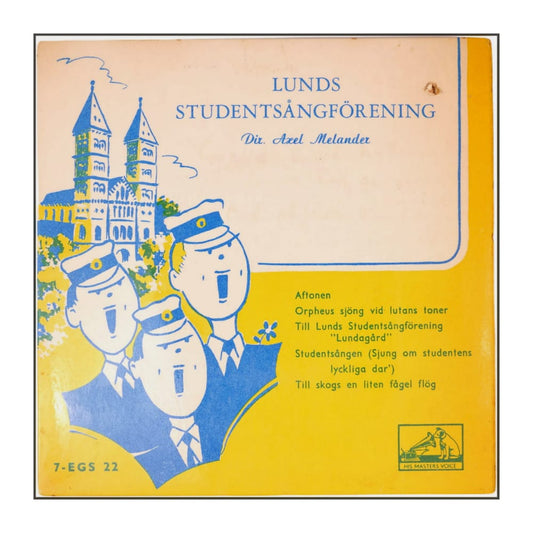 LUNDS
STUDENTSÅNGFÖRENING
Dir. Axel Melander
Aftonen
Orpheus sjöng vid lutans toner
Till Lunds Studentsångförening
"Lundagård"
Studentsången (Sjung om studentens
lyckliga dar')
Till skogs en liten fågel flög
7-EGS 22
HIS MASTERS VOICE